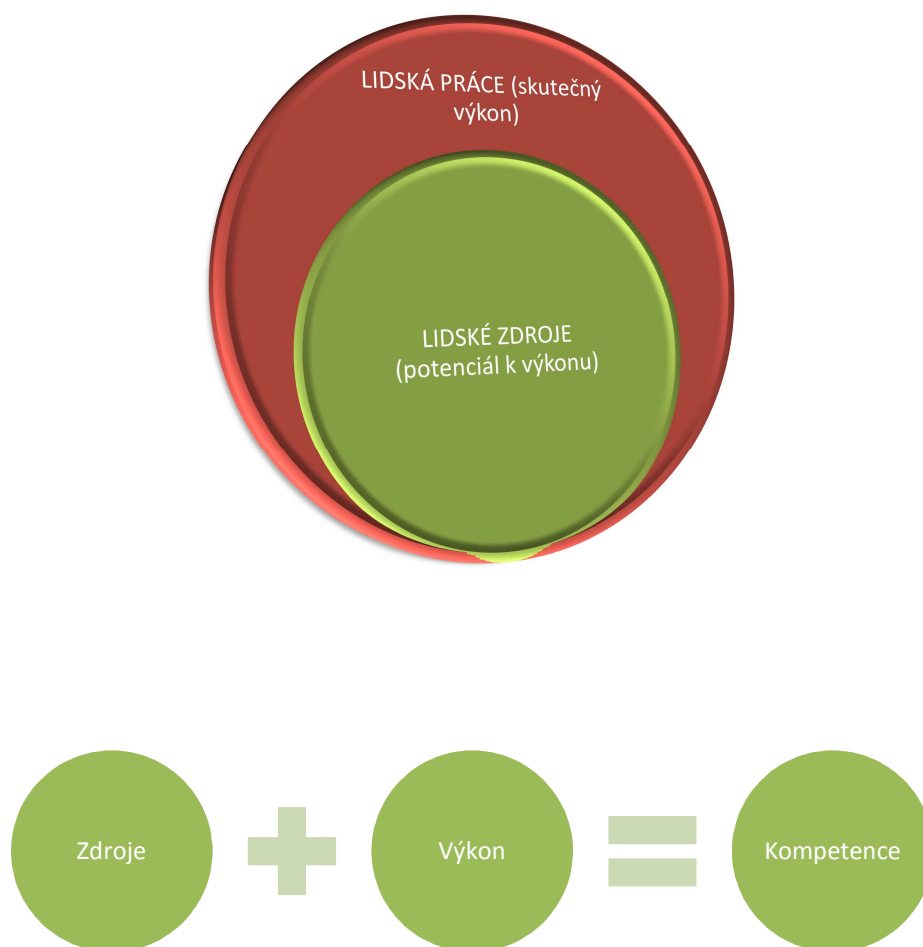 LIDSKÁ PRÁCE (skutečný
výkon)
LIDSKÉ ZDROJE
(potenciál k výkonu)
Zdroje
Výkon
Kompetence